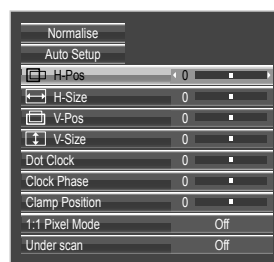 Normalise
Auto Setup
H-Pos 0
H-Size 0
V-Pos 0
V-Size 0
Dot Clock 0
Clock Phase 0
Clamp Position 0
1:1 Pixel Mode Off
Under scan Off